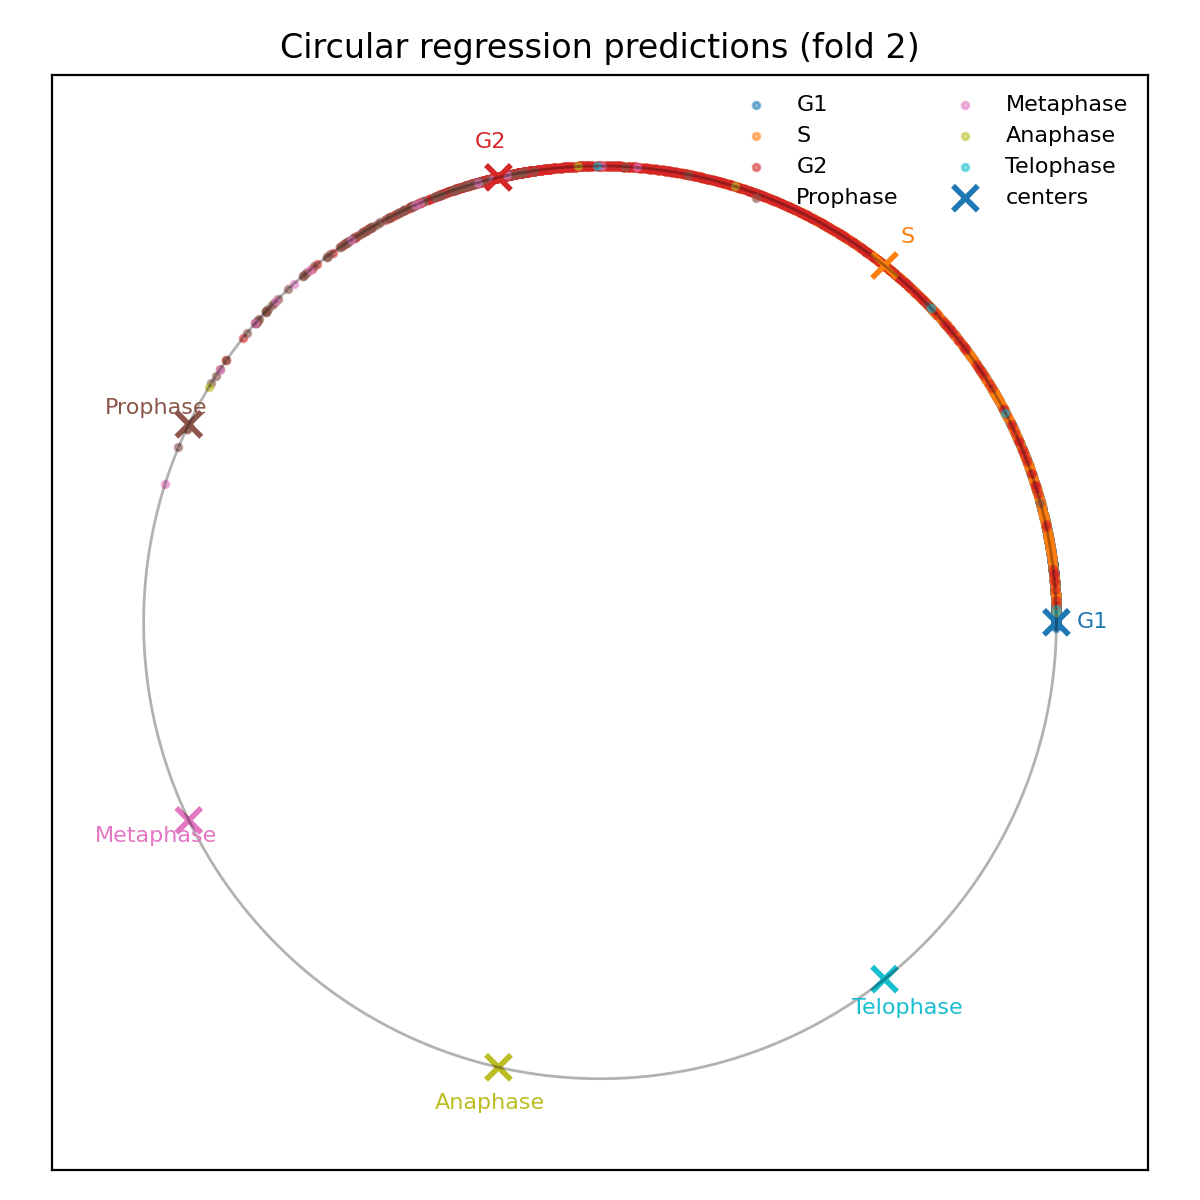 Circular regression predictions (fold 2)
G1
S
G2
Prophase
Metaphase
Anaphase
Telophase
centers
G2
S
Prophase
G1
Metaphase
Telophase
Anaphase